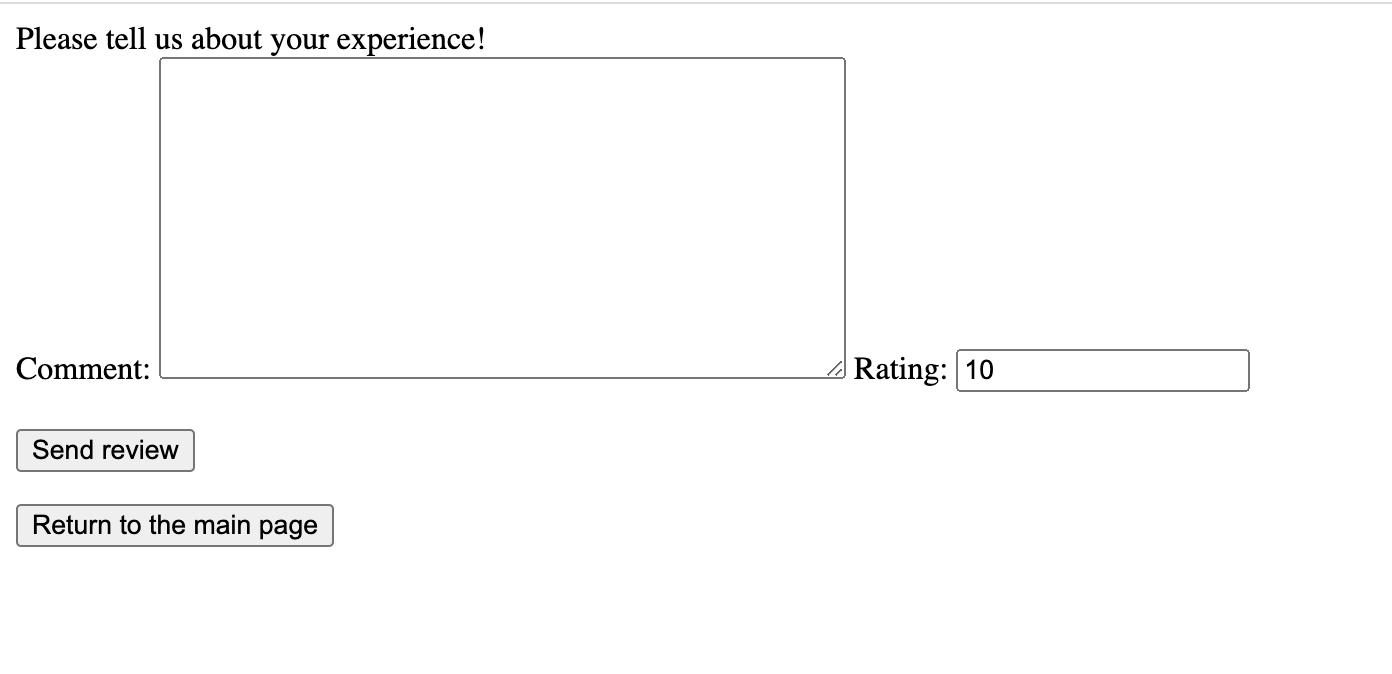 Please tell us about your experience!
Comment: Rating: 10
Send review
Return to the main page